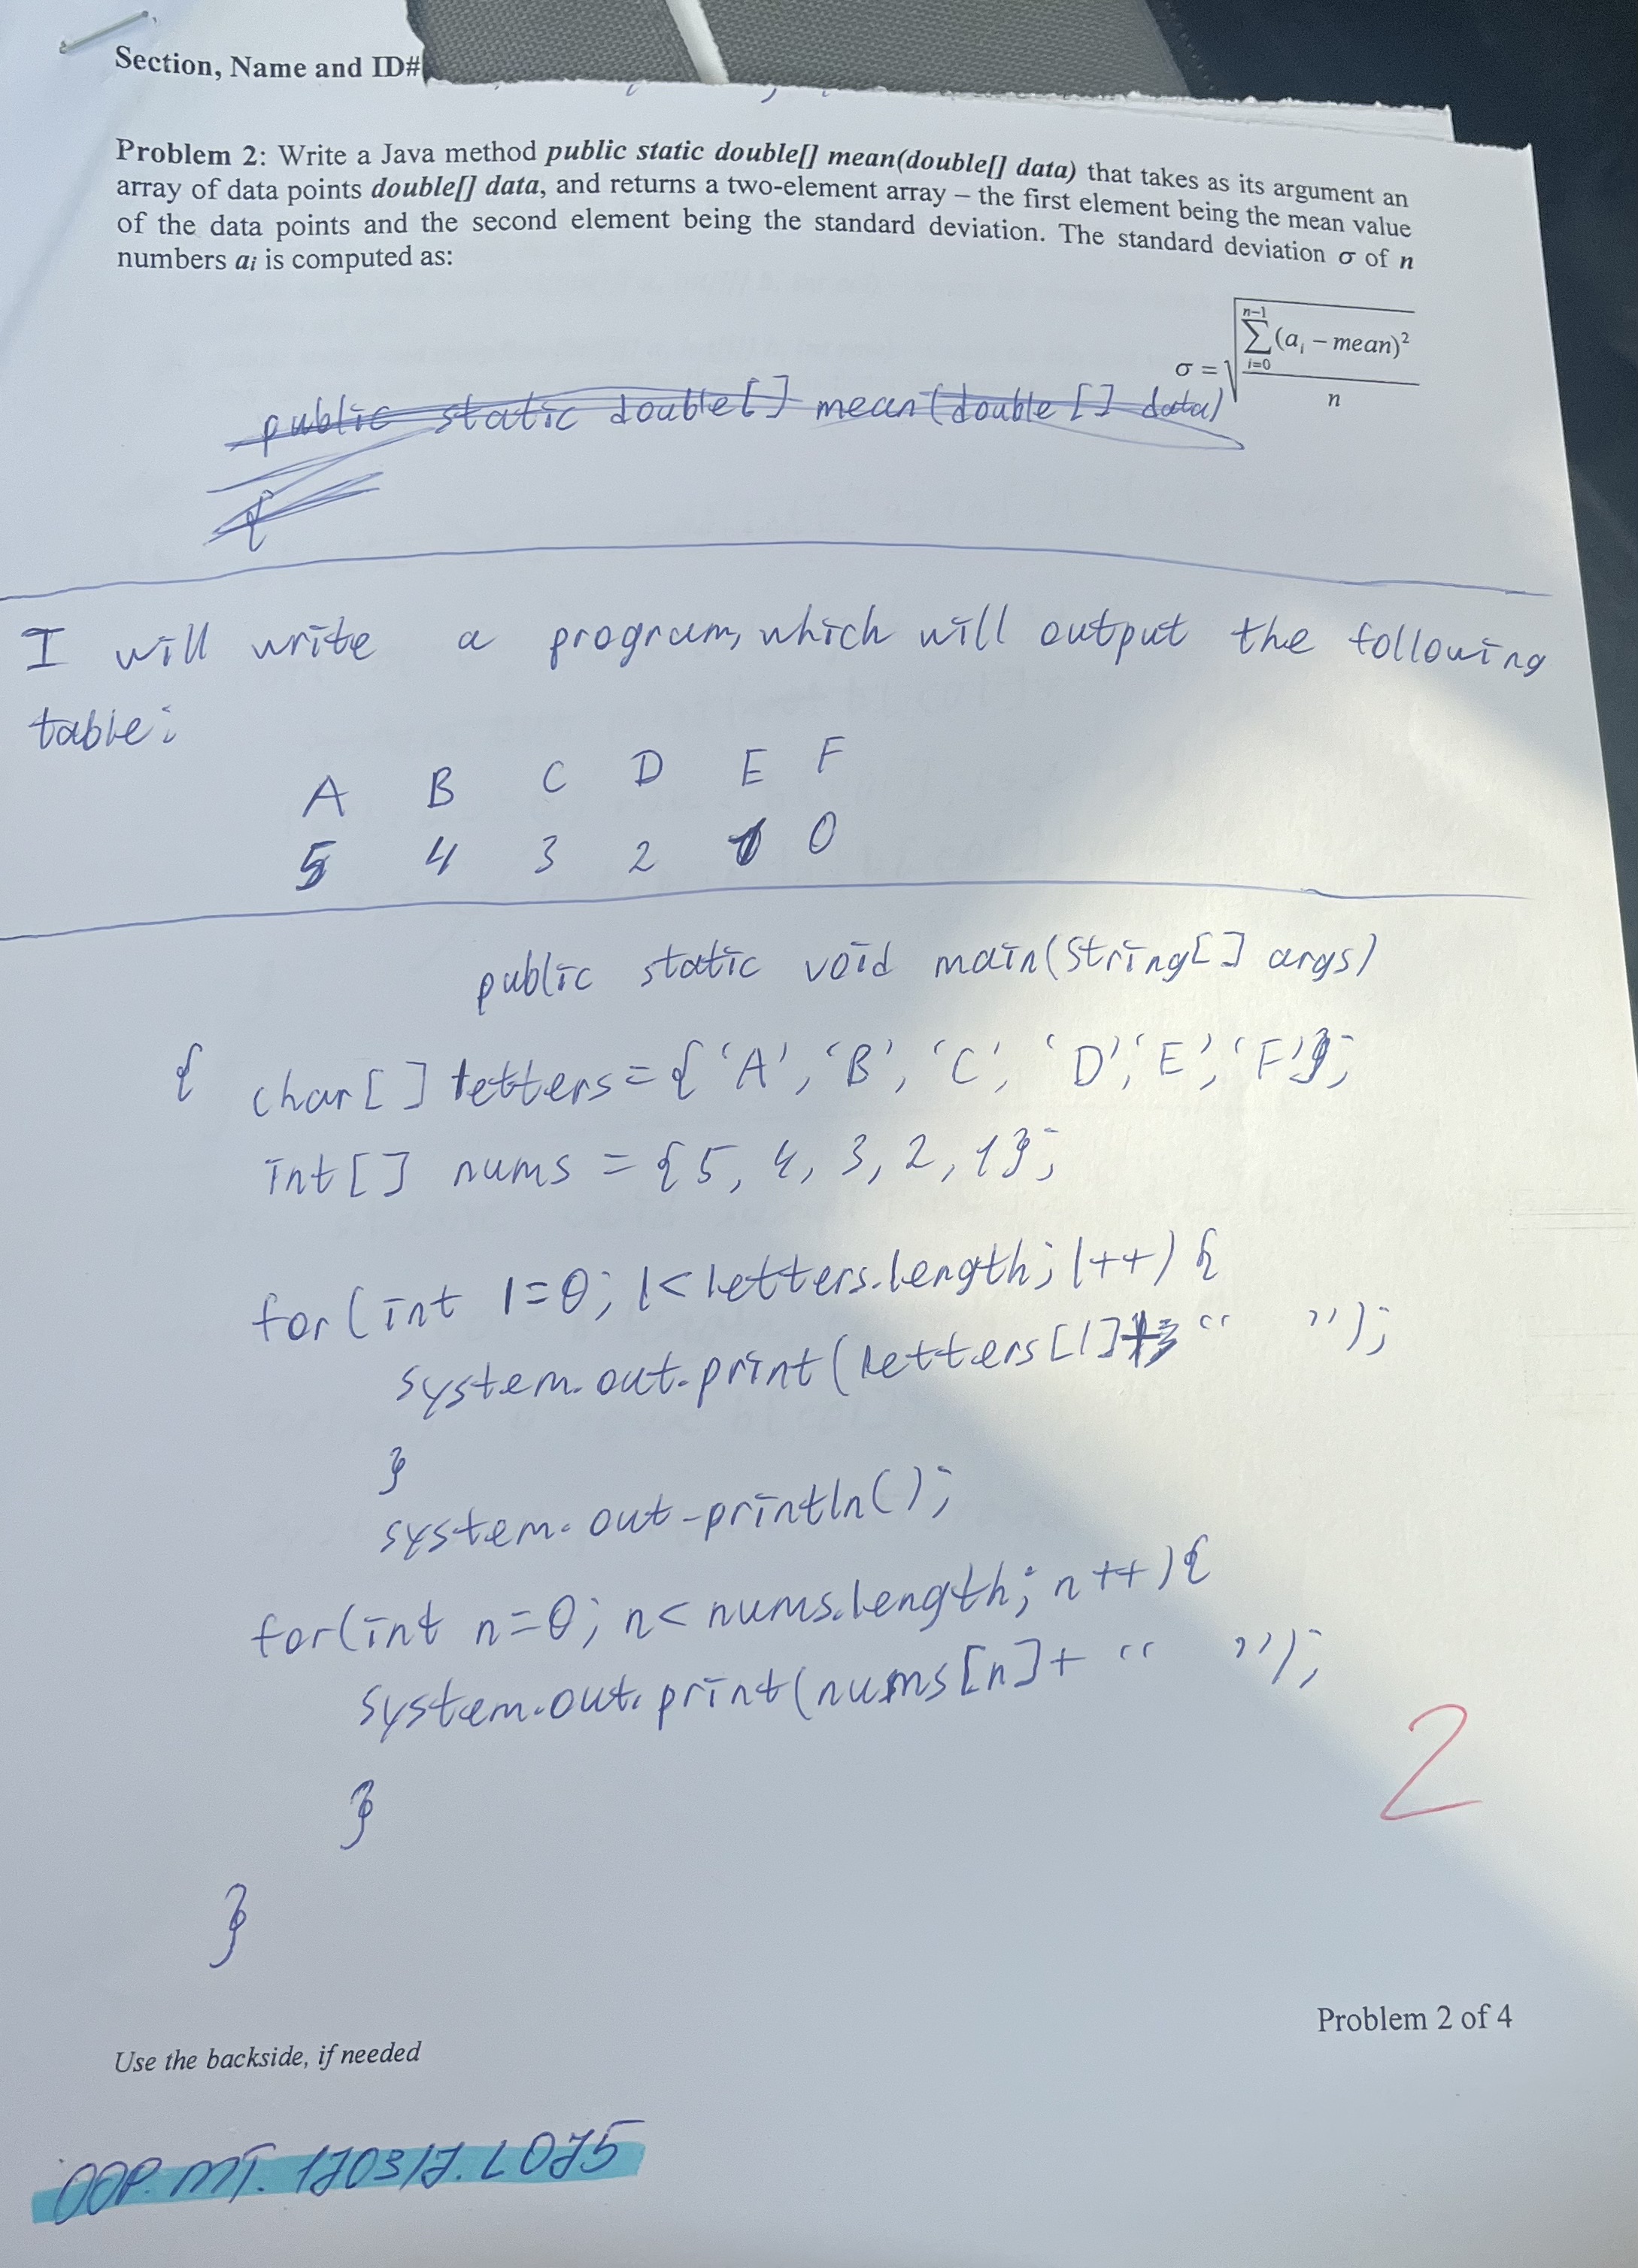 Section, Name and ID#
Problem 2: Write a Java method public static double[] mean(double[] data) that takes as its argument an
array of data points double[] data, and returns a two-element array – the first element being the mean value
of the data points and the second element being the standard deviation. The standard deviation σ of n
numbers ai is computed as:
σ = √(∑(ai – mean)² / n) n–1 i=0
public static double[] mean(double[] data)
{
I will write a program, which will output the following
table:
A B C D E F
5 4 3 2 1 0
public static void main(String[] args)
{ char[] letters = {'A', 'B', 'C', 'D', 'E', 'F'};
int[] nums = {5, 4, 3, 2, 1};
for(int l=0; l<letters.length; l++) {
system.out.print(letters[l]+ "   ");
}
system.out.println();
for(int n=0; n<nums.length; n++){
system.out.print(nums[n]+ "   ");
}
}
2
Problem 2 of 4
Use the backside, if needed
OOP.MT.170317.L075